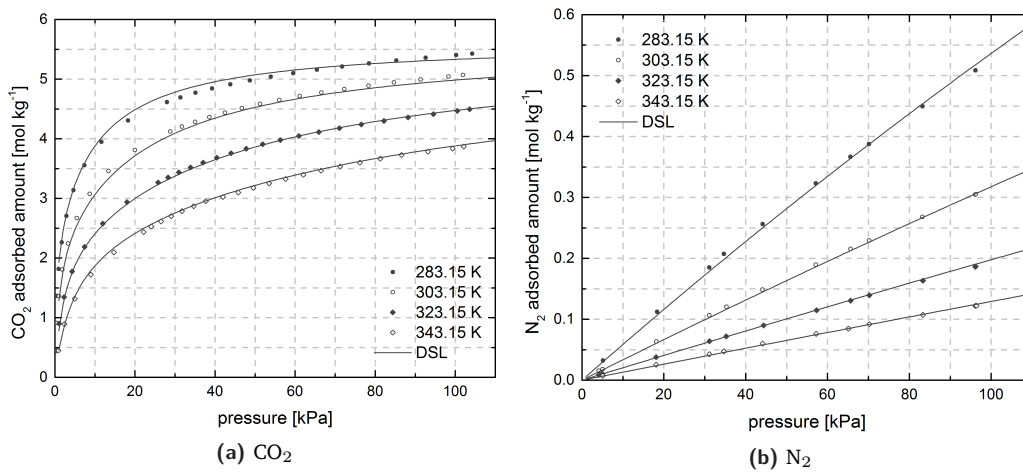 CO2 adsorbed amount [mol kg-1]
6
5
4
3
2
1
0
283.15 K
303.15 K
323.15 K
343.15 K
DSL
0 20 40 60 80 100
pressure [kPa]
(a) CO2
N2 adsorbed amount [mol kg-1]
0.6
0.5
0.4
0.3
0.2
0.1
0.0
283.15 K
303.15 K
323.15 K
343.15 K
DSL
0 20 40 60 80 100
pressure [kPa]
(b) N2